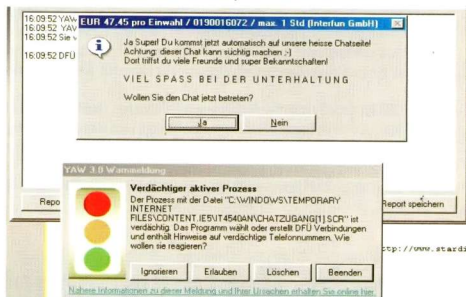 16:09:52 YAW
16:09:52 YAW
16:09:52 Sie v
16:09:52 DFÜ
EUR 47,45 pro Einwahl / 0190016072 / max. 1 Std (Interfun GmbH)
Ja Super! Du kommst jetzt automatisch auf unsere heisse Chatseite!
Achtung: dieser Chat kann süchtig machen ;-)
Dort triffst du viele Freunde und super Bekanntschaften!
VIEL SPASS BEI DER UNTERHALTUNG
Wollen Sie den Chat jetzt betreten?
Ja
Nein
Repo
Report speichern
YAW 3.0 Warnmeldung
Verdächtiger aktiver Prozess
Der Prozess mit der Datei "C:\WINDOWS\TEMPORARY
INTERNET
FILES\CONTENT.IE5\IT4540AN\CHATZUGANG[1].SCR" ist
verdächtig. Das Programm wählt oder erstellt DFÜ Verbindungen
und enthält Hinweise auf verdächtige Telefonnummern. Wie
wollen sie reagieren?
Ignorieren
Erlauben
Löschen
Beenden
Nähere Informationen zu dieser Meldung und Ihrer Ursachen erhalten Sie online hier.
ttp://www.stardi